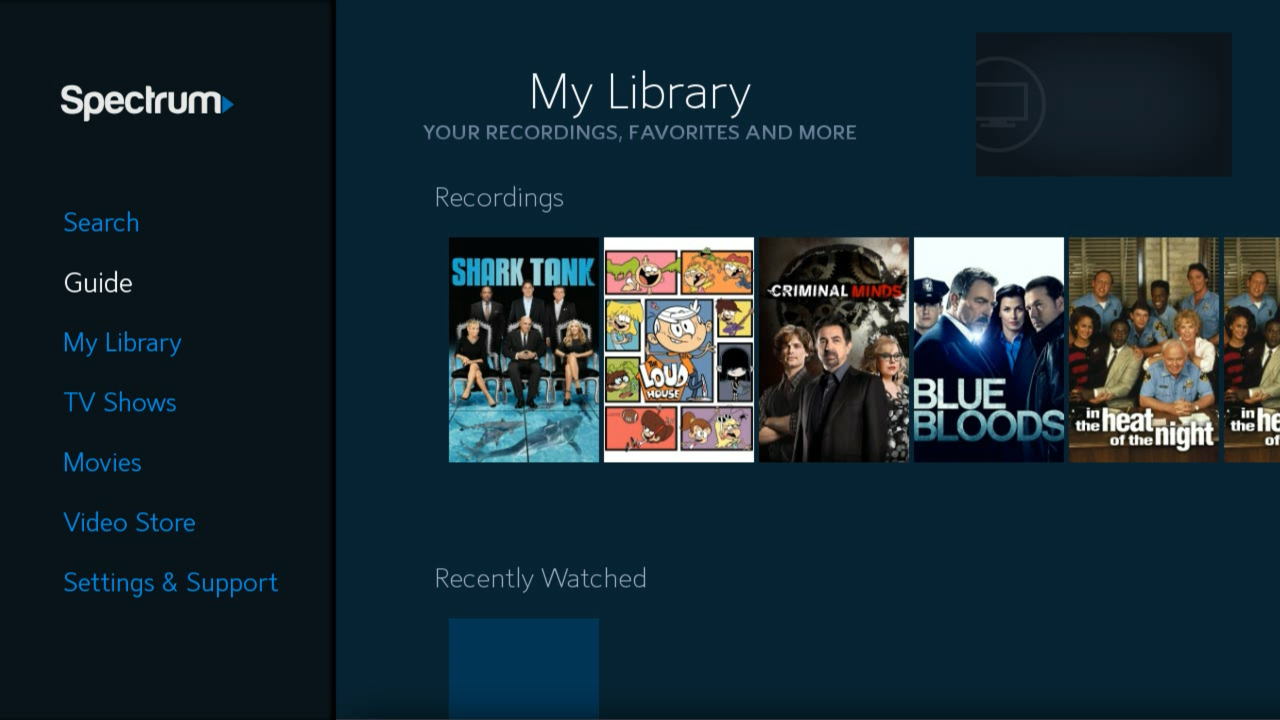 Spectrum
Search
Guide
My Library
TV Shows
Movies
Video Store
Settings & Support
My Library
YOUR RECORDINGS, FAVORITES AND MORE
Recordings
SHARK TANK
THE LOUD HOUSE
CRIMINAL MINDS
BLUE BLOODS
in the heat of the night
in the he
of
Recently Watched